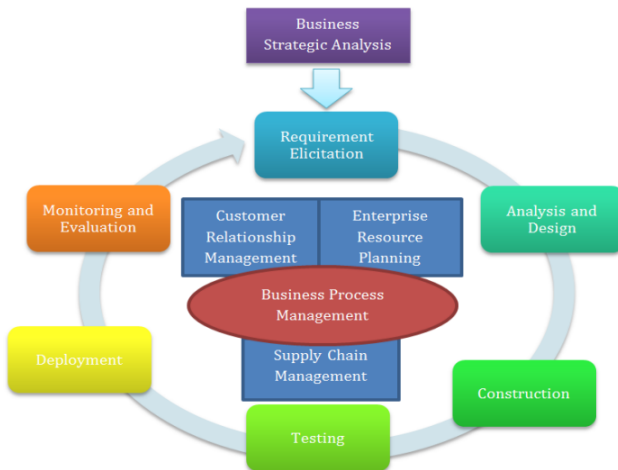 Business
Strategic Analysis
Requirement
Elicitation
Monitoring and
Evaluation
Customer
Relationship
Management
Enterprise
Resource
Planning
Analysis and
Design
Business Process
Management
Deployment
Supply Chain
Management
Construction
Testing